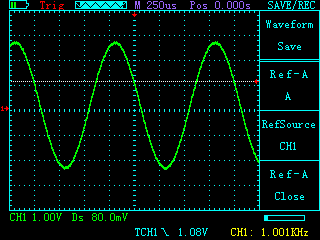 Trig M 250us Pos 0.000s SAVE/REC
Waveform
Save
Ref-A
A
RefSource
CH1
Ref-A
Close
CH1 1.00V Ds 80.0mV
TCH1 1.08V CH1: 1.001KHz